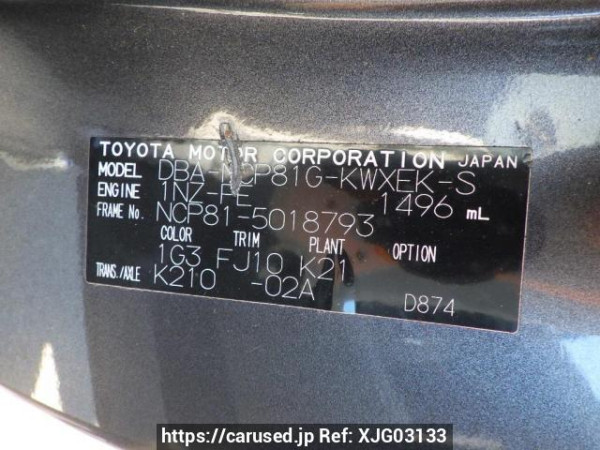 TOYOTA MOTOR CORPORATION JAPAN
MODEL DBA-NCP81G-KWXEK-S
ENGINE 1NZ-FE 1496 mL
FRAME No. NCP81-5018793
COLOR TRIM PLANT OPTION
1G3 FJ10 K21
TRANS./AXLE K210 -02A
D874
https://carused.jp Ref: XJG03133